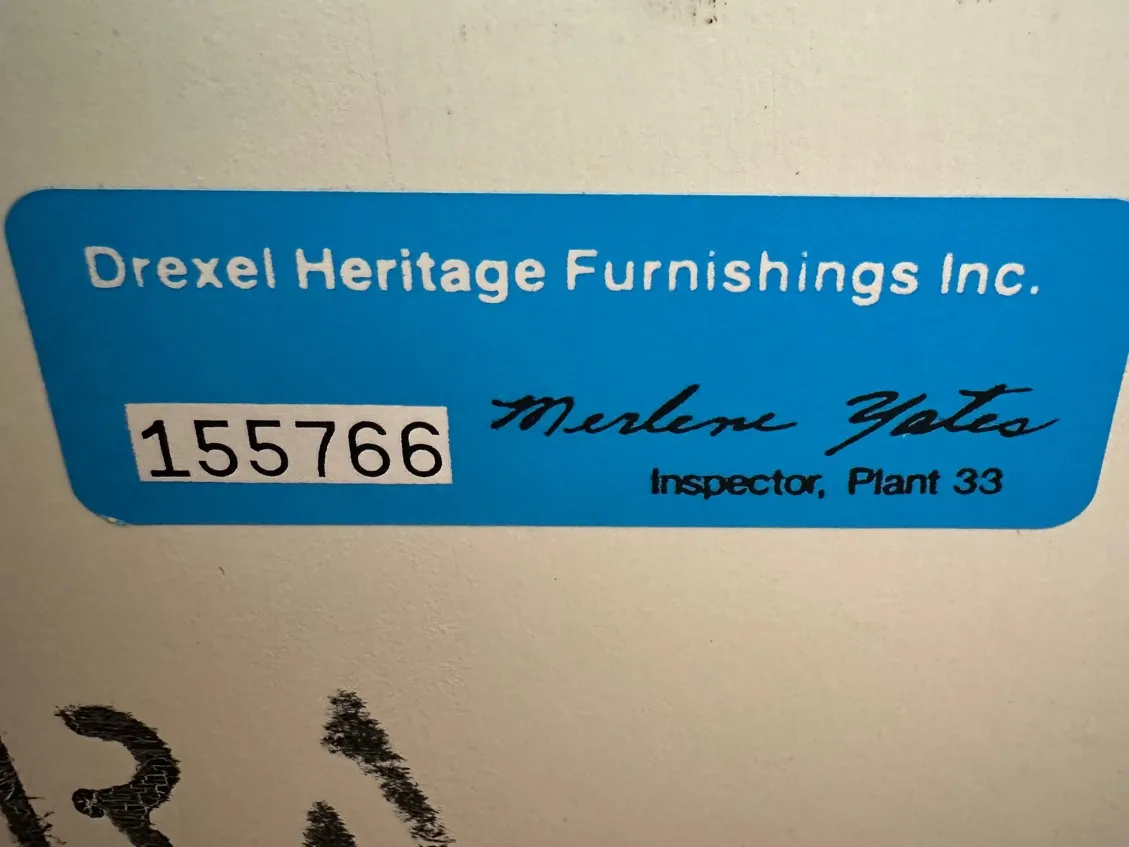 Drexel Heritage Furnishings Inc.
155766
Merlene Yates
Inspector, Plant 33